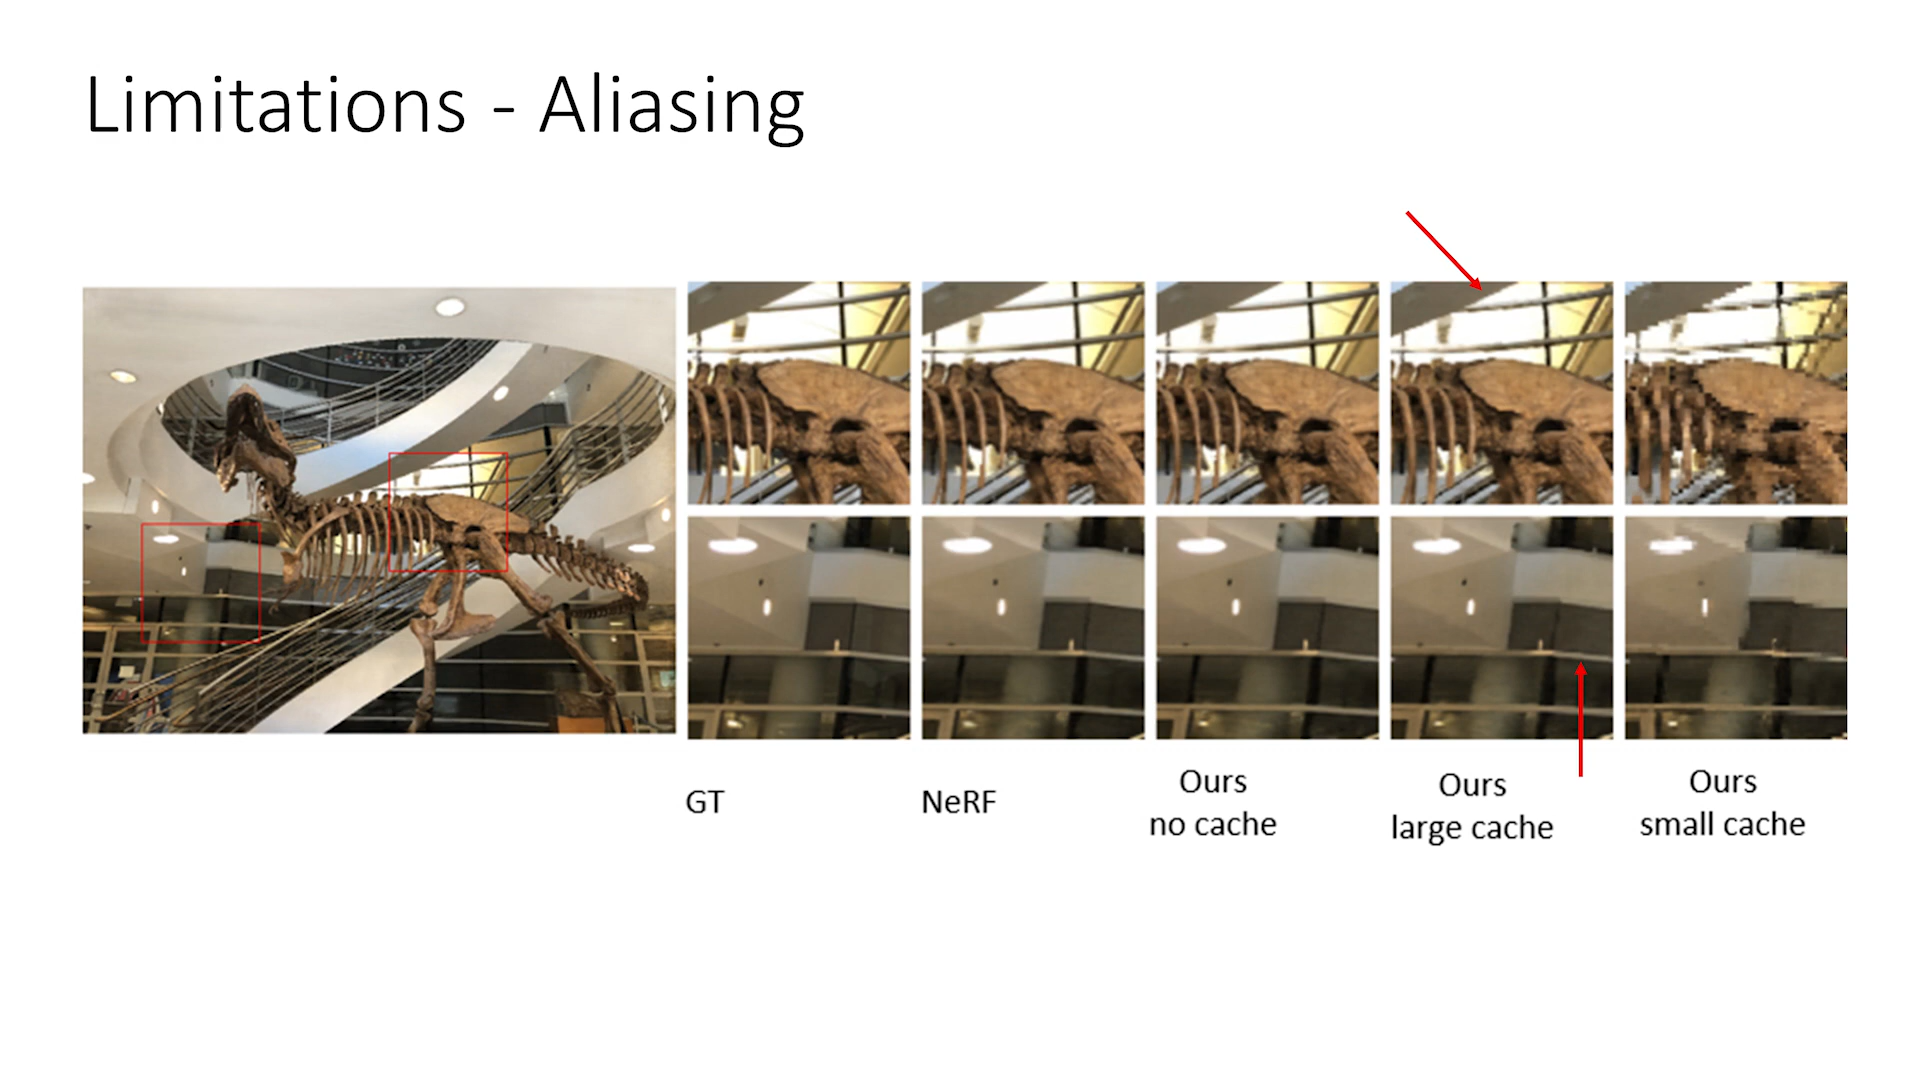 Limitations - Aliasing
GT
NeRF
Ours
no cache
Ours
large cache
Ours
small cache